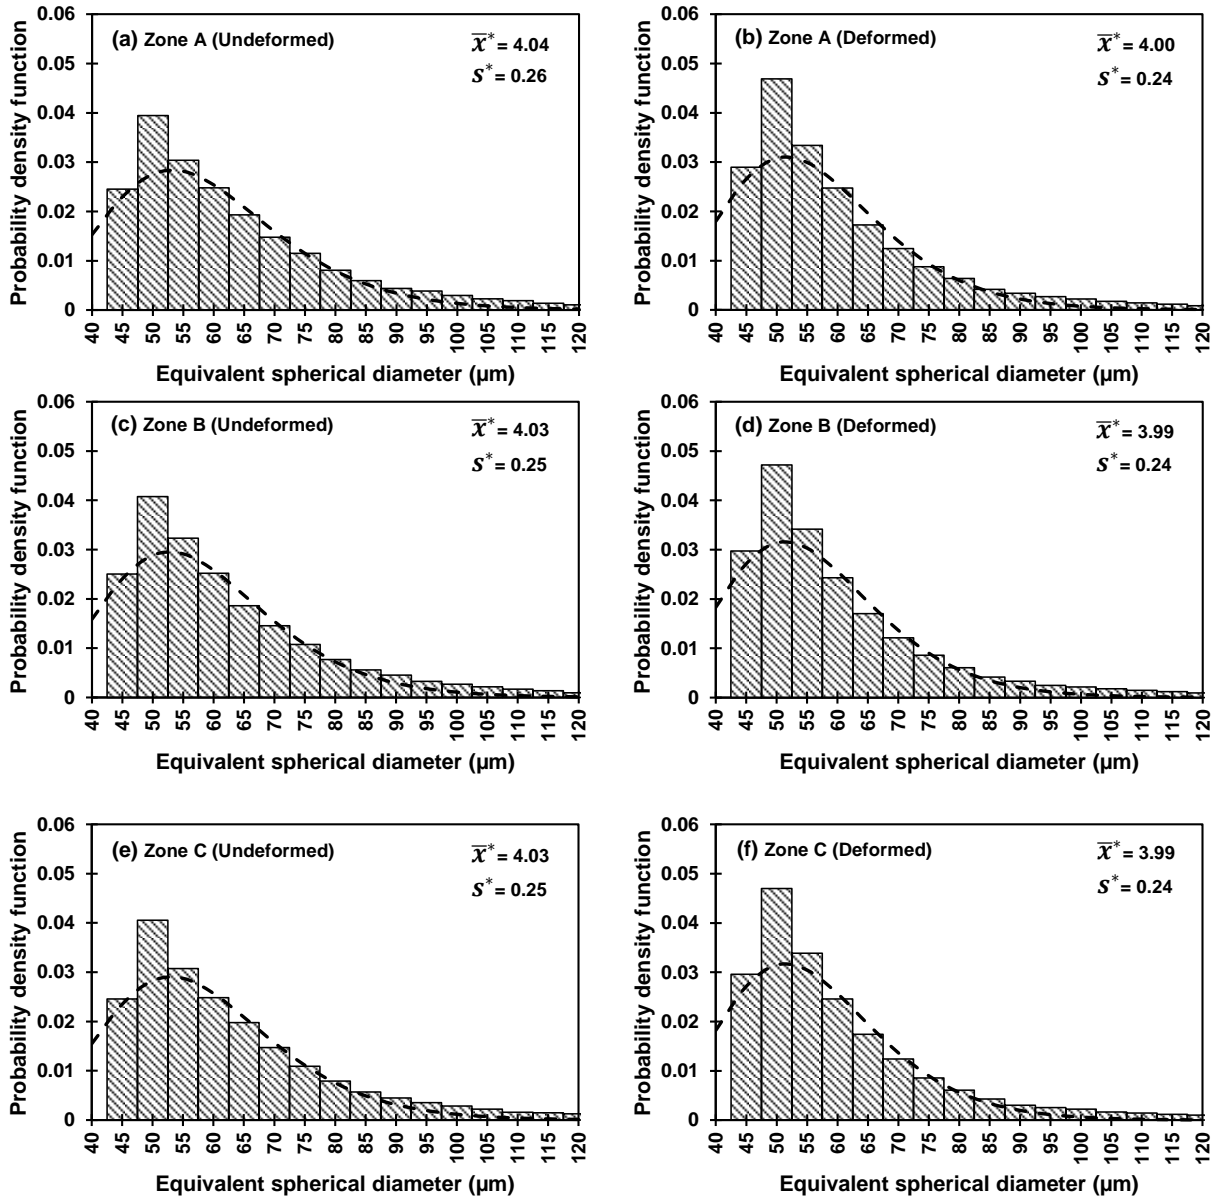 (a) Zone A (Undeformed)
x̄* = 4.04
s* = 0.26
Probability density function
0.06
0.05
0.04
0.03
0.02
0.01
0
40 45 50 55 60 65 70 75 80 85 90 95 100 105 110 115 120
Equivalent spherical diameter (µm)
(b) Zone A (Deformed)
x̄* = 4.00
s* = 0.24
Probability density function
0.06
0.05
0.04
0.03
0.02
0.01
0
40 45 50 55 60 65 70 75 80 85 90 95 100 105 110 115 120
Equivalent spherical diameter (µm)
(c) Zone B (Undeformed)
x̄* = 4.03
s* = 0.25
Probability density function
0.06
0.05
0.04
0.03
0.02
0.01
0
40 45 50 55 60 65 70 75 80 85 90 95 100 105 110 115 120
Equivalent spherical diameter (µm)
(d) Zone B (Deformed)
x̄* = 3.99
s* = 0.24
Probability density function
0.06
0.05
0.04
0.03
0.02
0.01
0
40 45 50 55 60 65 70 75 80 85 90 95 100 105 110 115 120
Equivalent spherical diameter (µm)
(e) Zone C (Undeformed)
x̄* = 4.03
s* = 0.25
Probability density function
0.06
0.05
0.04
0.03
0.02
0.01
0
40 45 50 55 60 65 70 75 80 85 90 95 100 105 110 115 120
Equivalent spherical diameter (µm)
(f) Zone C (Deformed)
x̄* = 3.99
s* = 0.24
Probability density function
0.06
0.05
0.04
0.03
0.02
0.01
0
40 45 50 55 60 65 70 75 80 85 90 95 100 105 110 115 120
Equivalent spherical diameter (µm)